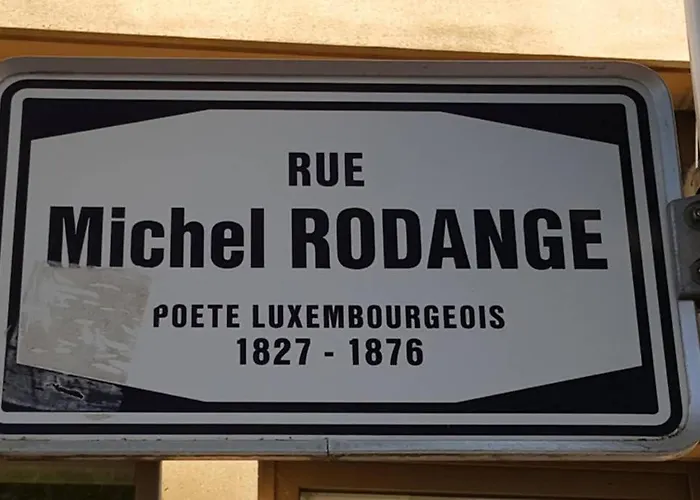 RUE
Michel RODANGE
POETE LUXEMBOURGEOIS
1827 - 1876